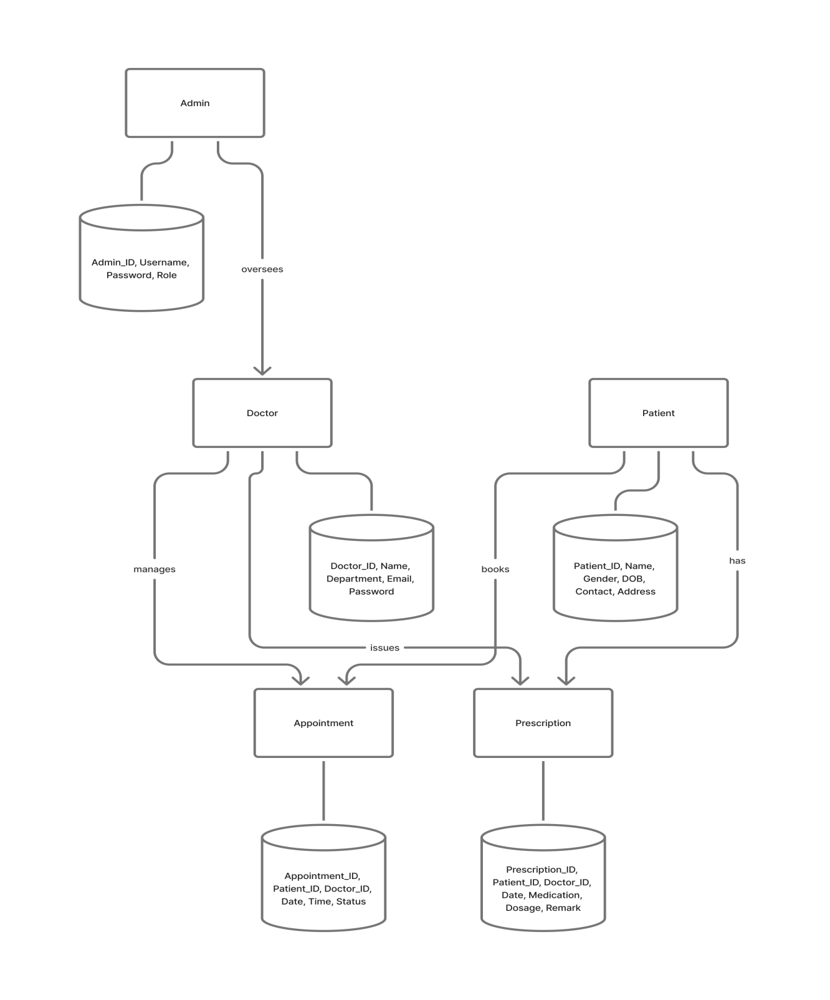 Admin
Admin_ID, Username,
Password, Role
oversees
Doctor
Patient
manages
Doctor_ID, Name,
Department, Email,
Password
books
Patient_ID, Name,
Gender, DOB,
Contact, Address
has
issues
Appointment
Prescription
Appointment_ID,
Patient_ID, Doctor_ID,
Date, Time, Status
Prescription_ID,
Patient_ID, Doctor_ID,
Date, Medication,
Dosage, Remark